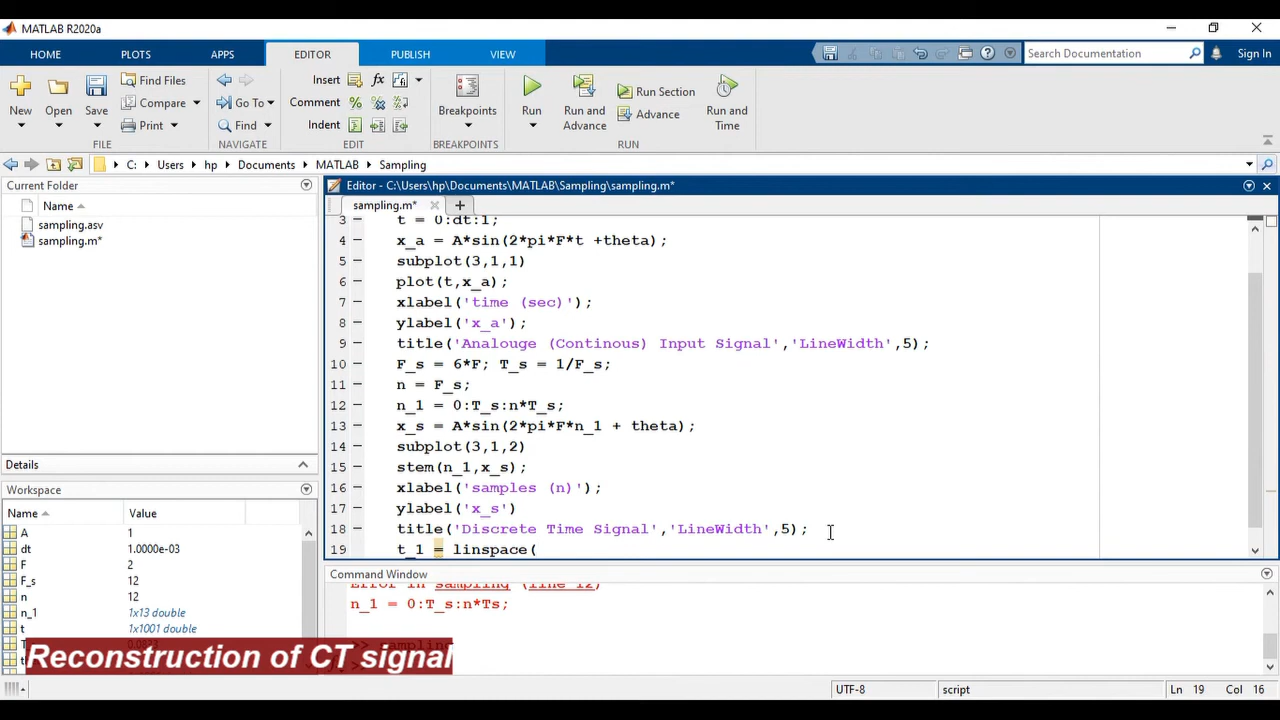 MATLAB R2020a
HOME PLOTS APPS EDITOR PUBLISH VIEW Search Documentation Sign In
New Open Save Find Files Compare Print
Go To Find
Insert Comment Indent
Breakpoints
Run Run and Advance Run Section Advance Run and Time
FILE NAVIGATE EDIT BREAKPOINTS RUN
C: Users hp Documents MATLAB Sampling
Current Folder
Name
sampling.asv
sampling.m*
Details
Workspace
Name Value
A 1
dt 1.0000e-03
F 2
F_s 12
n 12
n_1 1x13 double
t 1x1001 double
Editor - C:\Users\hp\Documents\MATLAB\Sampling\sampling.m*
sampling.m*
3 t = 0:dt:1;
4 x_a = A*sin(2*pi*F*t +theta);
5 subplot(3,1,1)
6 plot(t,x_a);
7 xlabel('time (sec)');
8 ylabel('x_a');
9 title('Analouge (Continous) Input Signal','LineWidth',5);
10 F_s = 6*F; T_s = 1/F_s;
11 n = F_s;
12 n_1 = 0:T_s:n*T_s;
13 x_s = A*sin(2*pi*F*n_1 + theta);
14 subplot(3,1,2)
15 stem(n_1,x_s);
16 xlabel('samples (n)');
17 ylabel('x_s')
18 title('Discrete Time Signal','LineWidth',5);
19 t_1 = linspace(
Command Window
Error in sampling (line 12)
n_1 = 0:T_s:n*Ts;
Reconstruction of CT signal
UTF-8 script Ln 19 Col 16